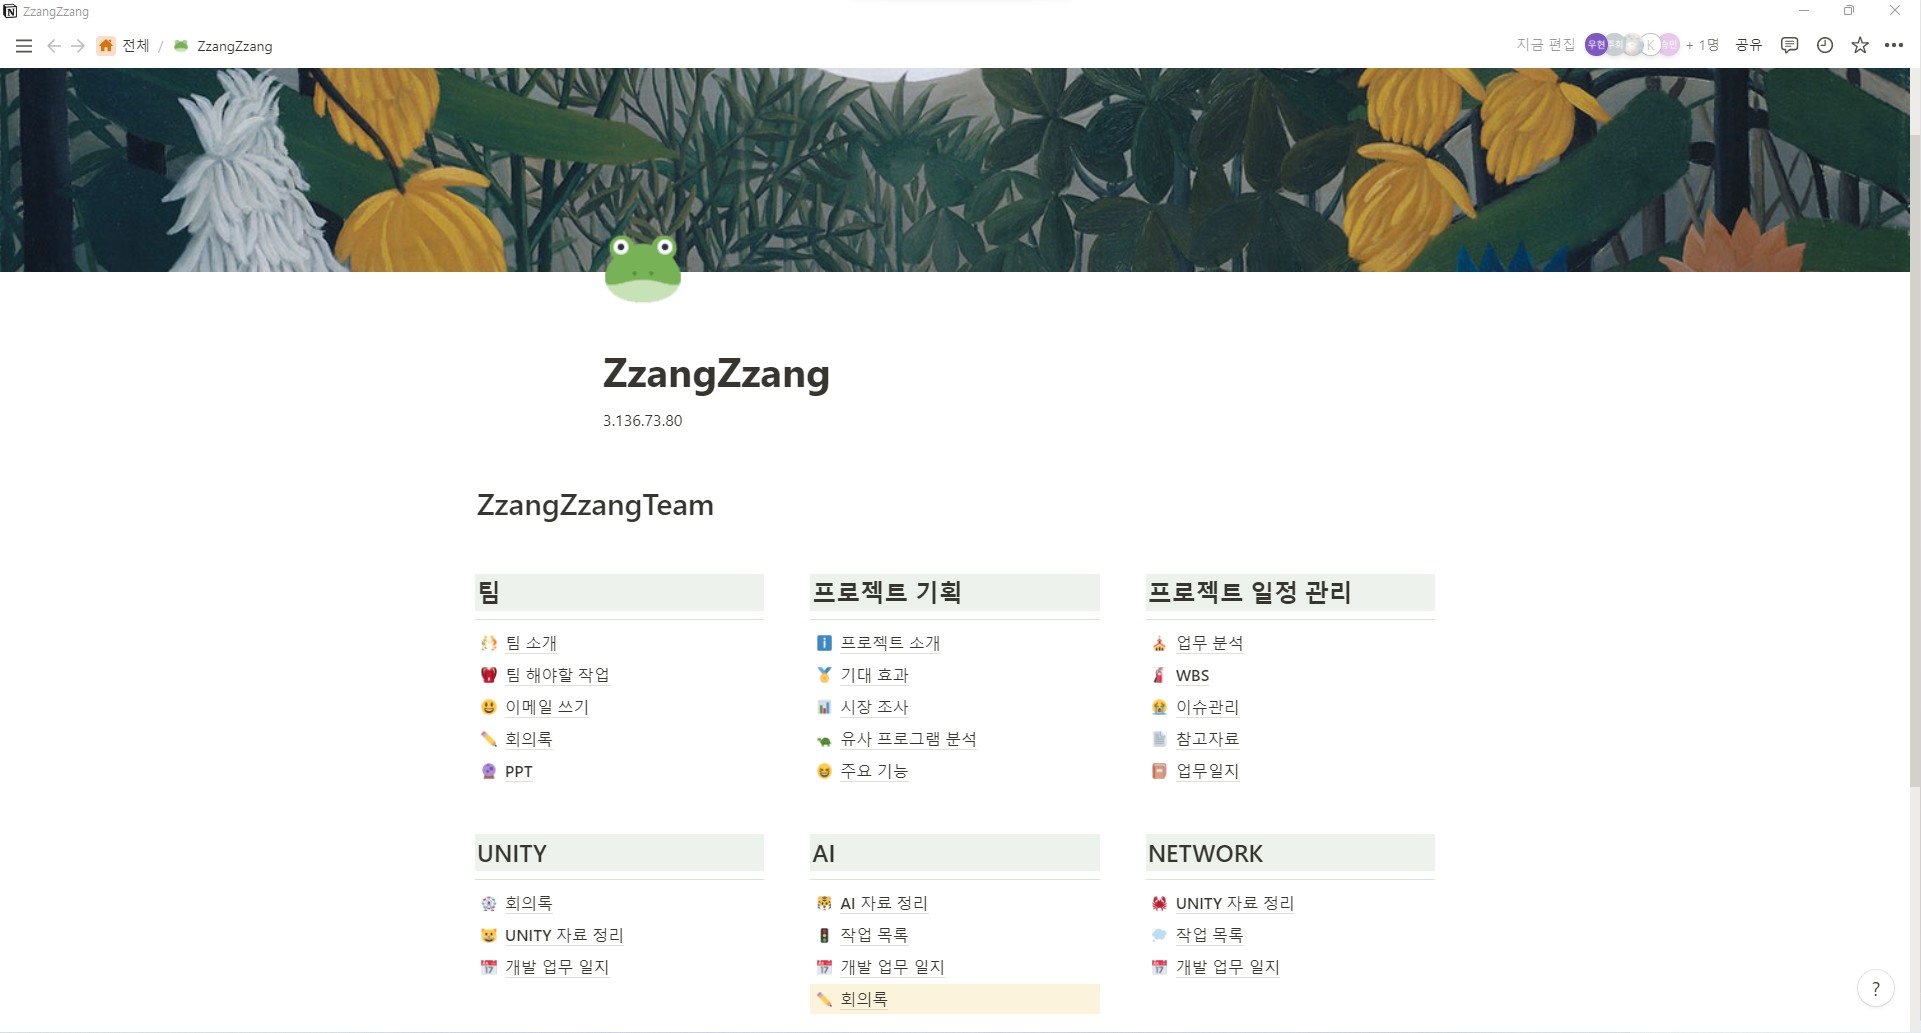 ZzangZzang
전체 / ZzangZzang
지금 편집 우현 K 승민 + 1명 공유
ZzangZzang
3.136.73.80
ZzangZzangTeam
팀
팀 소개
팀 해야할 작업
이메일 쓰기
회의록
PPT
프로젝트 기획
프로젝트 소개
기대 효과
시장 조사
유사 프로그램 분석
주요 기능
프로젝트 일정 관리
업무 분석
WBS
이슈관리
참고자료
업무일지
UNITY
회의록
UNITY 자료 정리
개발 업무 일지
AI
AI 자료 정리
작업 목록
개발 업무 일지
회의록
NETWORK
UNITY 자료 정리
작업 목록
개발 업무 일지
?